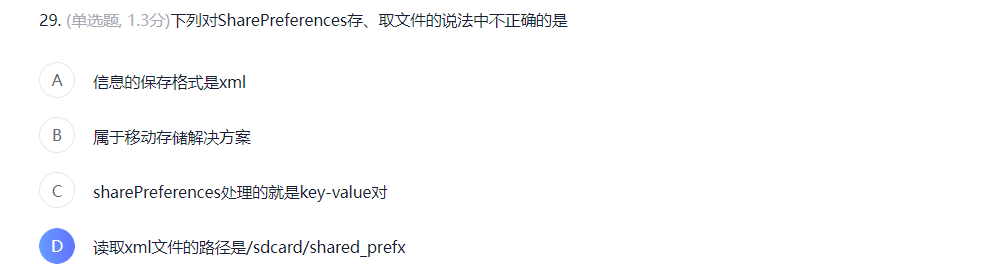 29. (单选题, 1.3分)下列对SharePreferences存、取文件的说法中不正确的是
A 信息的保存格式是xml
B 属于移动存储解决方案
C sharePreferences处理的就是key-value对
D 读取xml文件的路径是/sdcard/shared_prefx